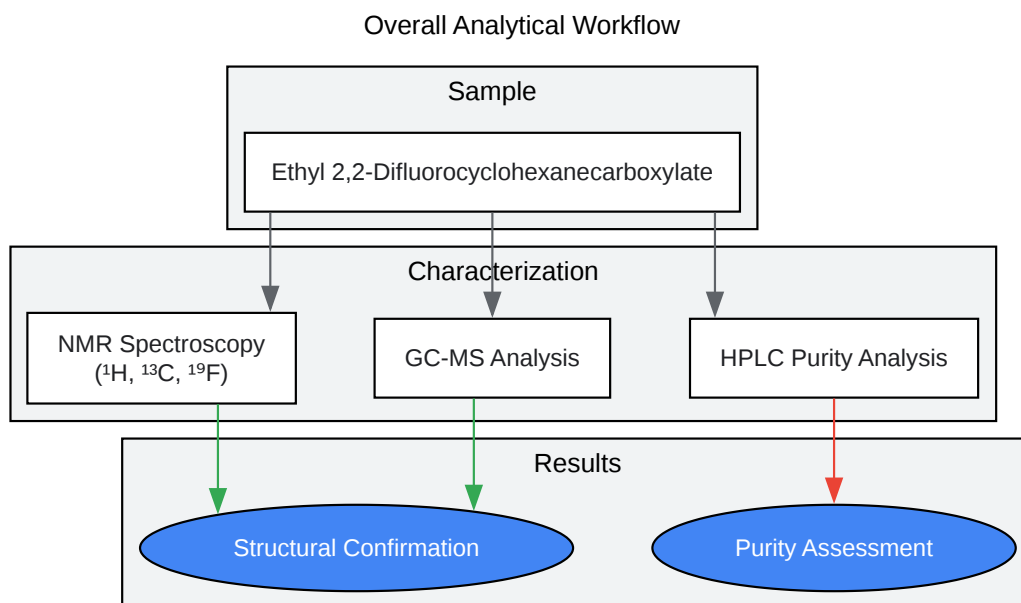 Overall Analytical Workflow
Sample
Ethyl 2,2-Difluorocyclohexanecarboxylate
Characterization
NMR Spectroscopy
(¹H, ¹³C, ¹⁹F)
GC-MS Analysis
HPLC Purity Analysis
Results
Structural Confirmation
Purity Assessment